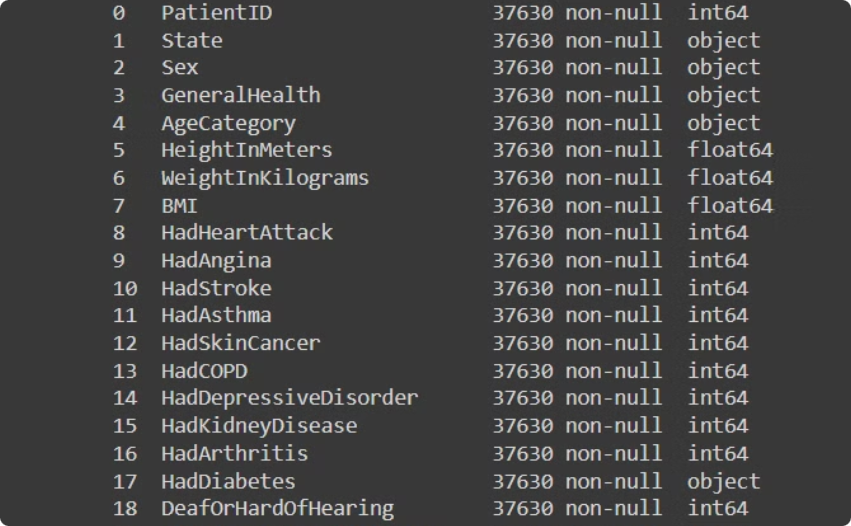 0 PatientID 37630 non-null int64
1 State 37630 non-null object
2 Sex 37630 non-null object
3 GeneralHealth 37630 non-null object
4 AgeCategory 37630 non-null object
5 HeightInMeters 37630 non-null float64
6 WeightInKilograms 37630 non-null float64
7 BMI 37630 non-null float64
8 HadHeartAttack 37630 non-null int64
9 HadAngina 37630 non-null int64
10 HadStroke 37630 non-null int64
11 HadAsthma 37630 non-null int64
12 HadSkinCancer 37630 non-null int64
13 HadCOPD 37630 non-null int64
14 HadDepressiveDisorder 37630 non-null int64
15 HadKidneyDisease 37630 non-null int64
16 HadArthritis 37630 non-null int64
17 HadDiabetes 37630 non-null object
18 DeafOrHardOfHearing 37630 non-null int64